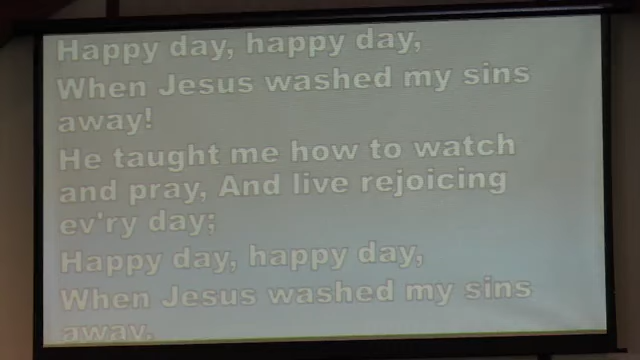 Happy day, happy day,
When Jesus washed my sins
away!
He taught me how to watch
and pray, And live rejoicing
ev'ry day;
Happy day, happy day,
When Jesus washed my sins
away.